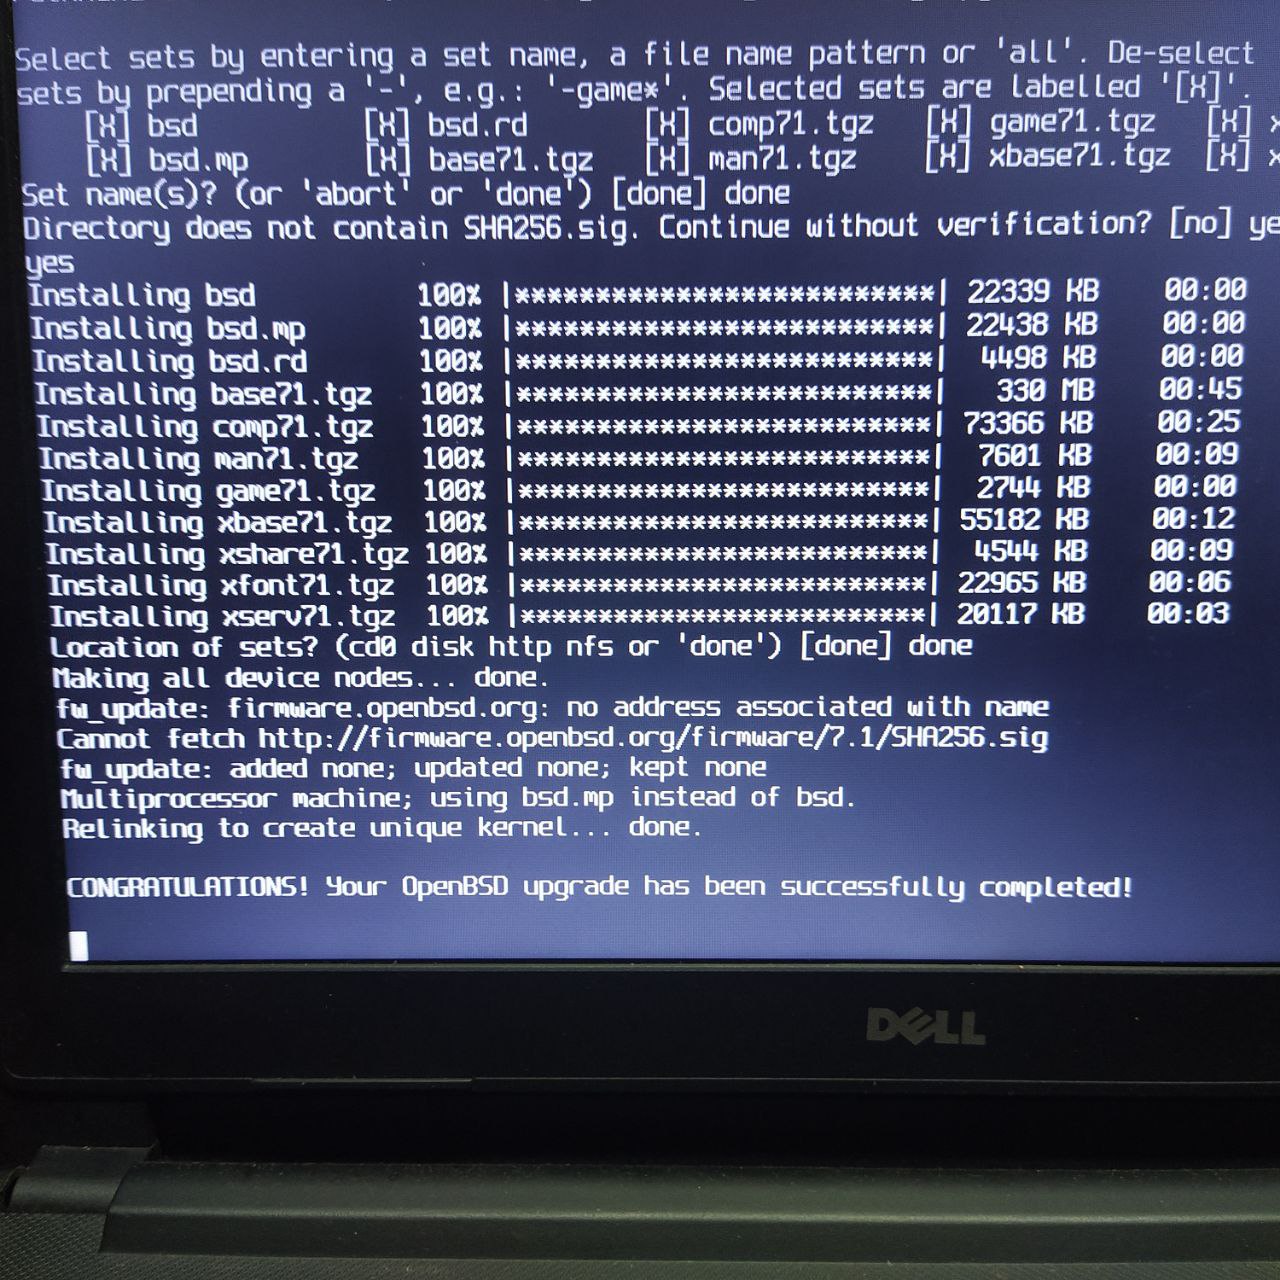 Select sets by entering a set name, a file name pattern or 'all'. De-select
sets by prepending a '-', e.g.: '-game*'. Selected sets are labelled '[X]'.
[X] bsd [X] bsd.rd [X] comp71.tgz [X] game71.tgz [X]
[X] bsd.mp [X] base71.tgz [X] man71.tgz [X] xbase71.tgz [X]
Set name(s)? (or 'abort' or 'done') [done] done
Directory does not contain SHA256.sig. Continue without verification? [no] ye
yes
Installing bsd 100% |**************************| 22339 KB 00:00
Installing bsd.mp 100% |**************************| 22438 KB 00:00
Installing bsd.rd 100% |**************************| 4498 KB 00:00
Installing base71.tgz 100% |**************************| 330 MB 00:45
Installing comp71.tgz 100% |**************************| 73366 KB 00:25
Installing man71.tgz 100% |**************************| 7601 KB 00:09
Installing game71.tgz 100% |**************************| 2744 KB 00:00
Installing xbase71.tgz 100% |**************************| 55182 KB 00:12
Installing xshare71.tgz 100% |**************************| 4544 KB 00:09
Installing xfont71.tgz 100% |**************************| 22965 KB 00:06
Installing xserv71.tgz 100% |**************************| 20117 KB 00:03
Location of sets? (cd0 disk http nfs or 'done') [done] done
Making all device nodes... done.
fw_update: firmware.openbsd.org: no address associated with name
Cannot fetch http://firmware.openbsd.org/firmware/7.1/SHA256.sig
fw_update: added none; updated none; kept none
Multiprocessor machine; using bsd.mp instead of bsd.
Relinking to create unique kernel... done.
CONGRATULATIONS! Your OpenBSD upgrade has been successfully completed!
DELL